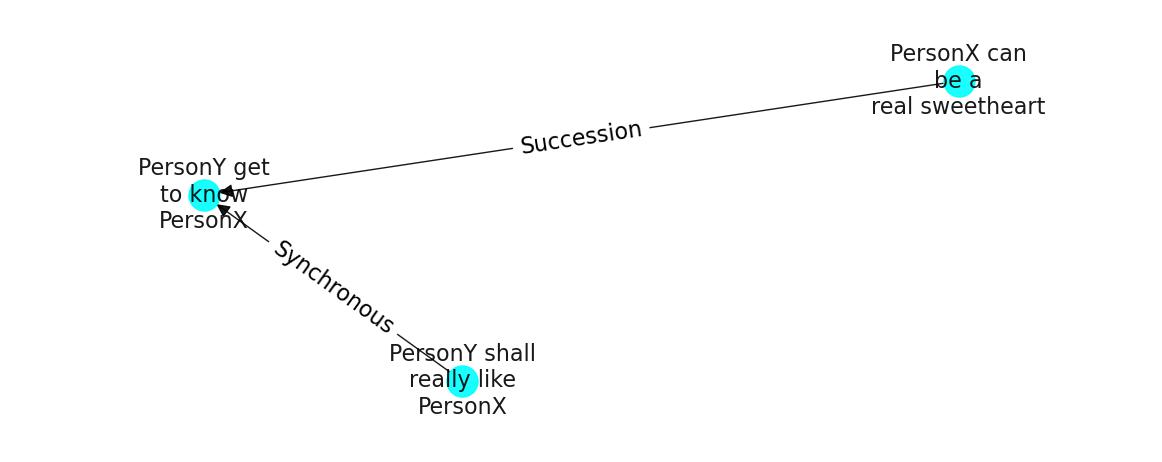 PersonX can
be a
real sweetheart
Succession
PersonY get
to know
PersonX
Synchronous
PersonY shall
really like
PersonX